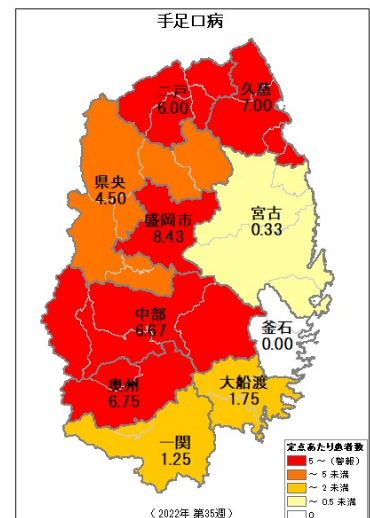 手足口病
二戸
6.00
久慈
7.00
県央
4.50
盛岡市
8.43
宮古
0.33
中部
6.67
釜石
0.00
奥州
6.75
大船渡
1.75
一関
1.25
定点あたり患者数
5 ～ (警報)
～ 5 未満
～ 2 未満
～ 0.5 未満
0
( 2022年 第35週 )